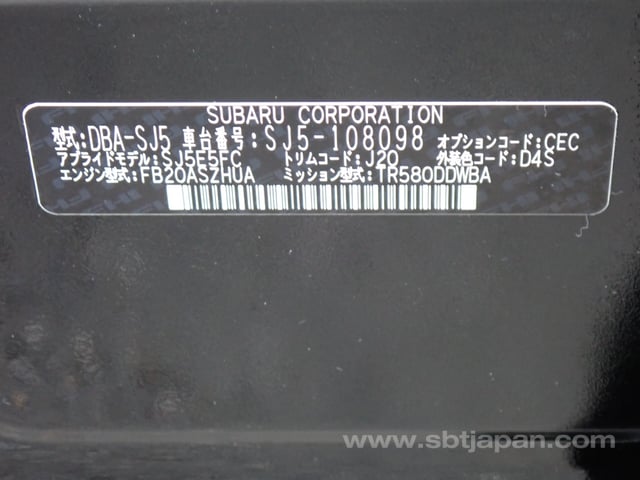 SUBARU CORPORATION
型式:DBA-SJ5 車台番号:SJ5-108098 オプションコード:CEC
アプライドモデル:SJ5E5FC トリムコード:J20 外装色コード:D4S
エンジン型式:FB20ASZHUA ミッション型式:TR580DDWBA
www.sbtjapan.com